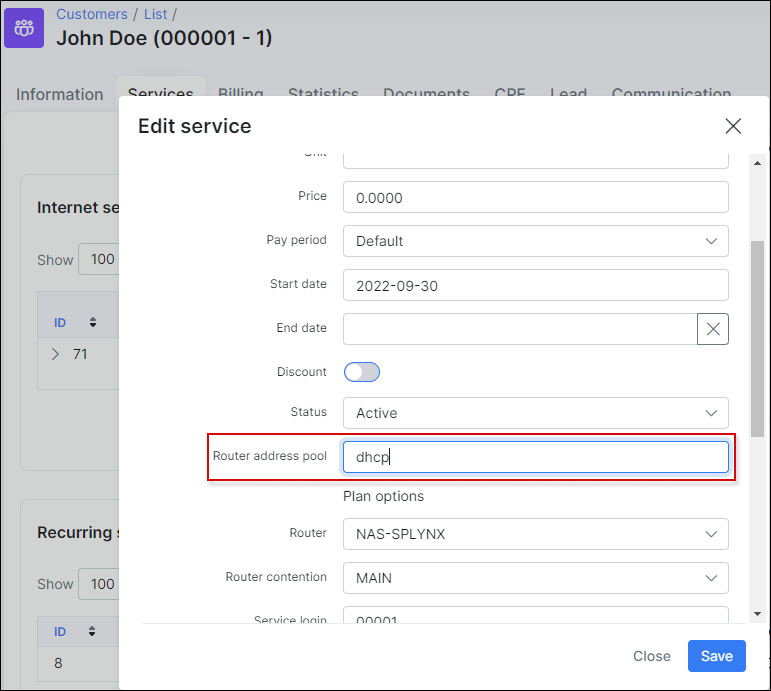 Customers / List /
John Doe (000001 - 1)
Information Services Billing Statistics Documents CPE Lead Communication
Edit service
Unit
Price 0.0000
Internet se
Pay period Default
Show 100
Start date 2022-09-30
ID
End date
71
Discount
Status Active
Router address pool dhcp
Plan options
Recurring s
Router NAS-SPLYNX
Show 100
Router contention MAIN
Service login 00001
ID
8
Close Save